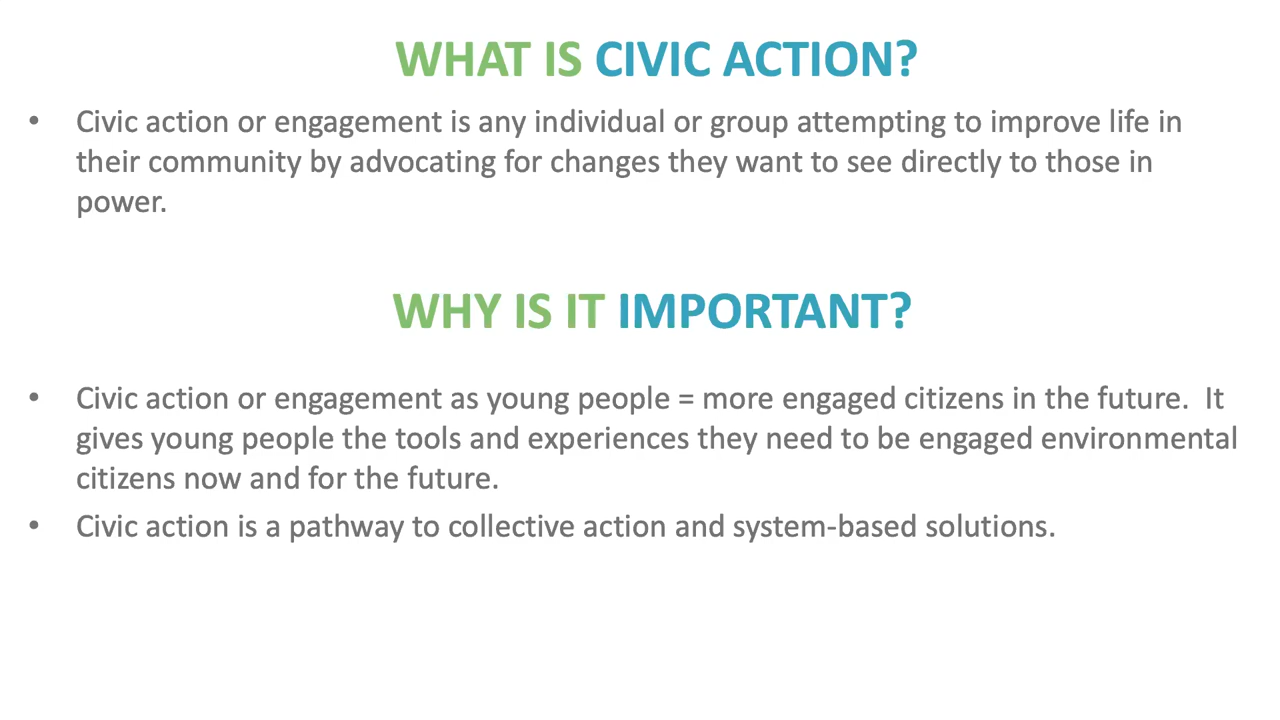 WHAT IS CIVIC ACTION?
• Civic action or engagement is any individual or group attempting to improve life in
their community by advocating for changes they want to see directly to those in
power.
WHY IS IT IMPORTANT?
• Civic action or engagement as young people = more engaged citizens in the future.  It
gives young people the tools and experiences they need to be engaged environmental
citizens now and for the future.
• Civic action is a pathway to collective action and system-based solutions.